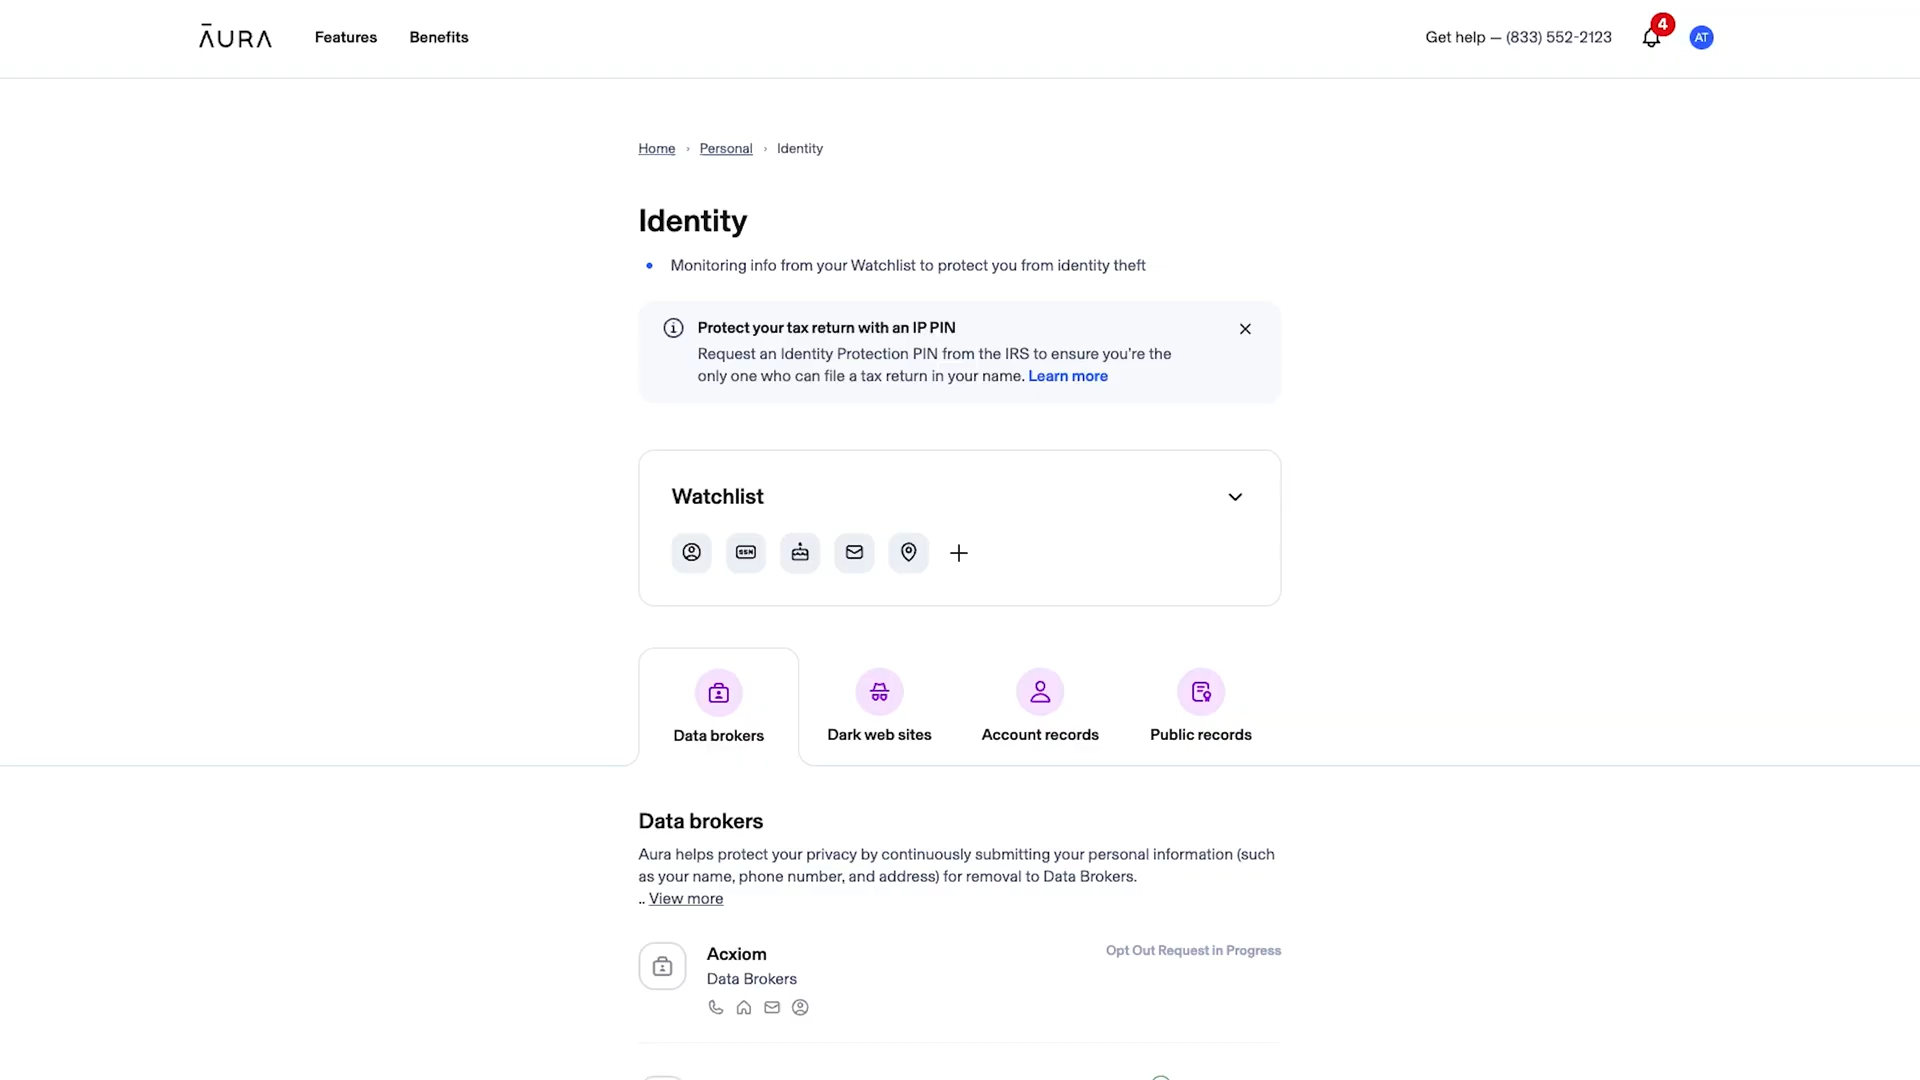 ĀURA
Features
Benefits
Get help — (833) 552-2123
4
AT
Home › Personal › Identity
Identity
• Monitoring info from your Watchlist to protect you from identity theft
Protect your tax return with an IP PIN
Request an Identity Protection PIN from the IRS to ensure you're the
only one who can file a tax return in your name. Learn more
Watchlist
SSN
Data brokers
Dark web sites
Account records
Public records
Data brokers
Aura helps protect your privacy by continuously submitting your personal information (such
as your name, phone number, and address) for removal to Data Brokers.
.. View more
Acxiom
Opt Out Request in Progress
Data Brokers